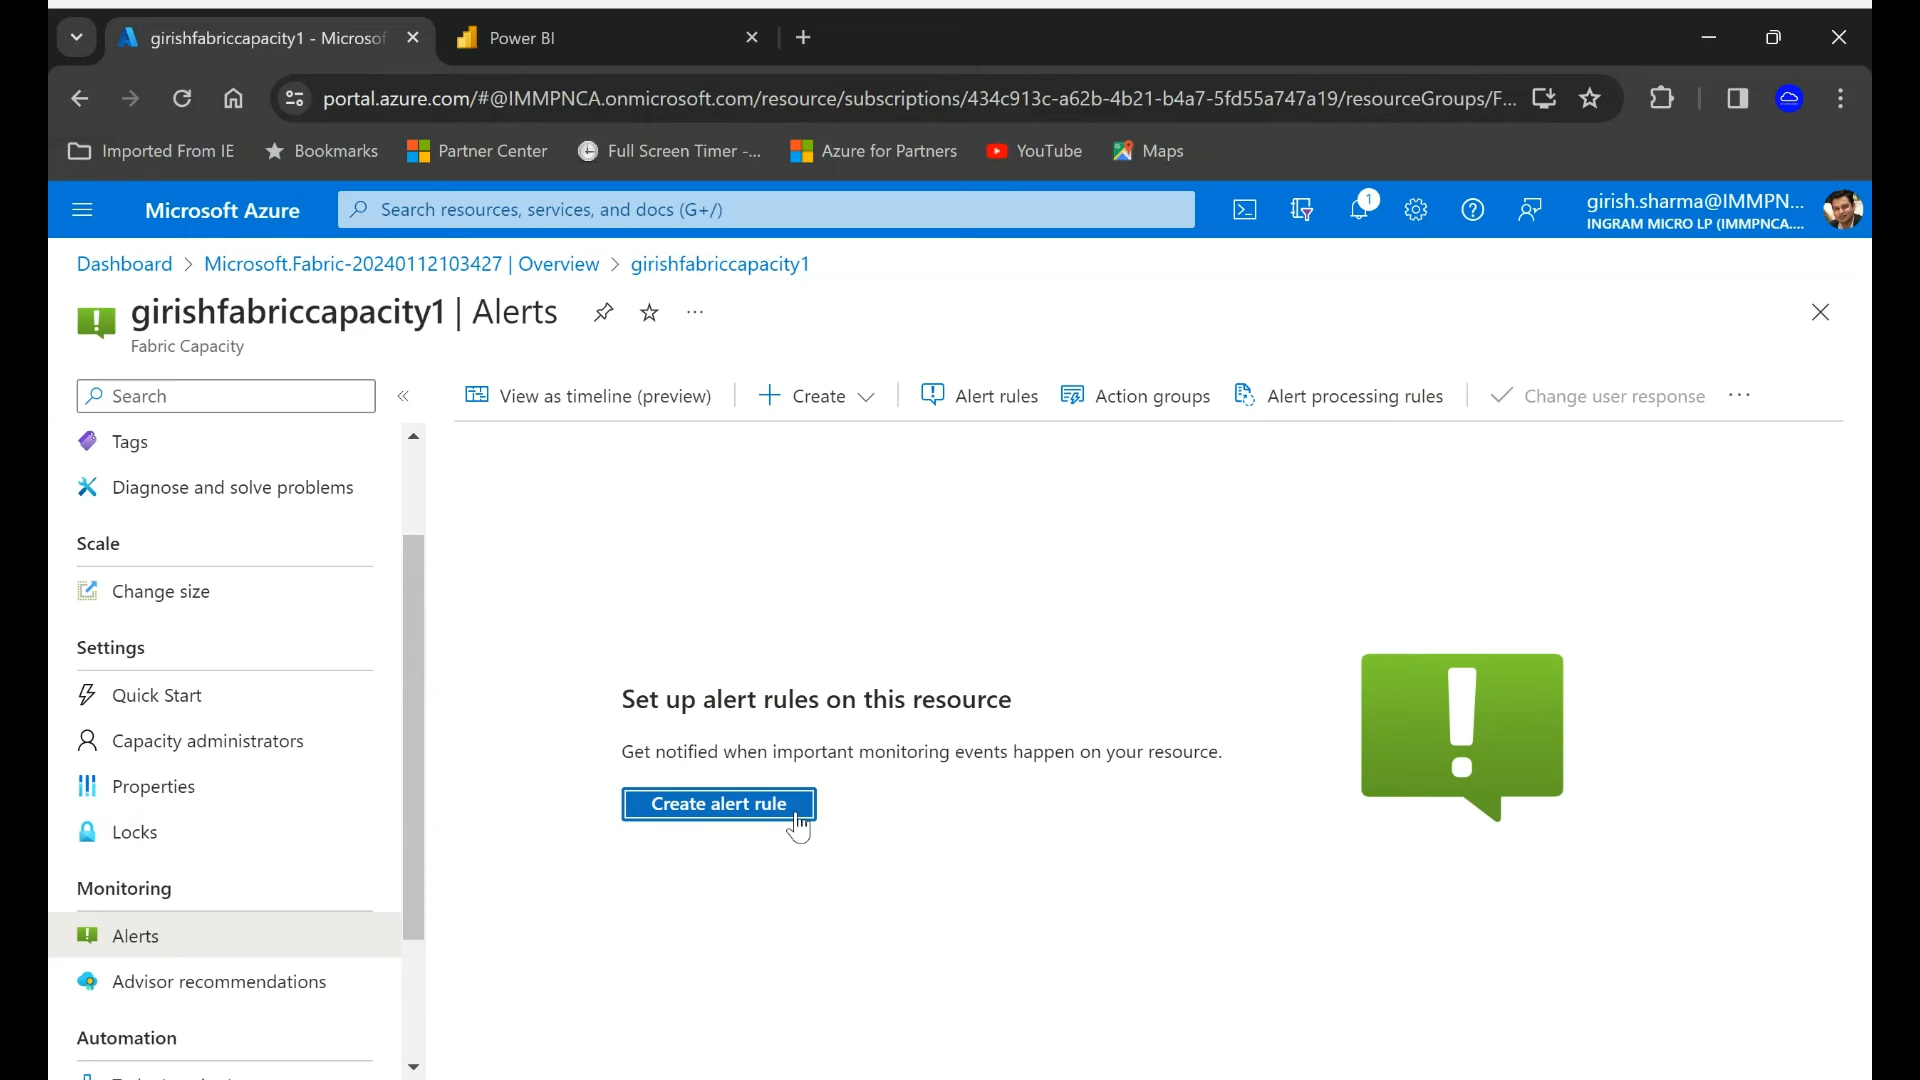 girishfabriccapacity1 - Microsof
Power BI
portal.azure.com/#@IMMPNCA.onmicrosoft.com/resource/subscriptions/434c913c-a62b-4b21-b4a7-5fd55a747a19/resourceGroups/F...
Imported From IE
Bookmarks
Partner Center
Full Screen Timer -...
Azure for Partners
YouTube
Maps
Microsoft Azure
Search resources, services, and docs (G+/)
1
girish.sharma@IMMPN...
INGRAM MICRO LP (IMMPNCA....
Dashboard > Microsoft.Fabric-20240112103427 | Overview > girishfabriccapacity1
girishfabriccapacity1 | Alerts
Fabric Capacity
Search
View as timeline (preview)
Create
Alert rules
Action groups
Alert processing rules
Change user response
Tags
Diagnose and solve problems
Scale
Change size
Settings
Quick Start
Capacity administrators
Properties
Locks
Monitoring
Alerts
Advisor recommendations
Automation
Set up alert rules on this resource
Get notified when important monitoring events happen on your resource.
Create alert rule